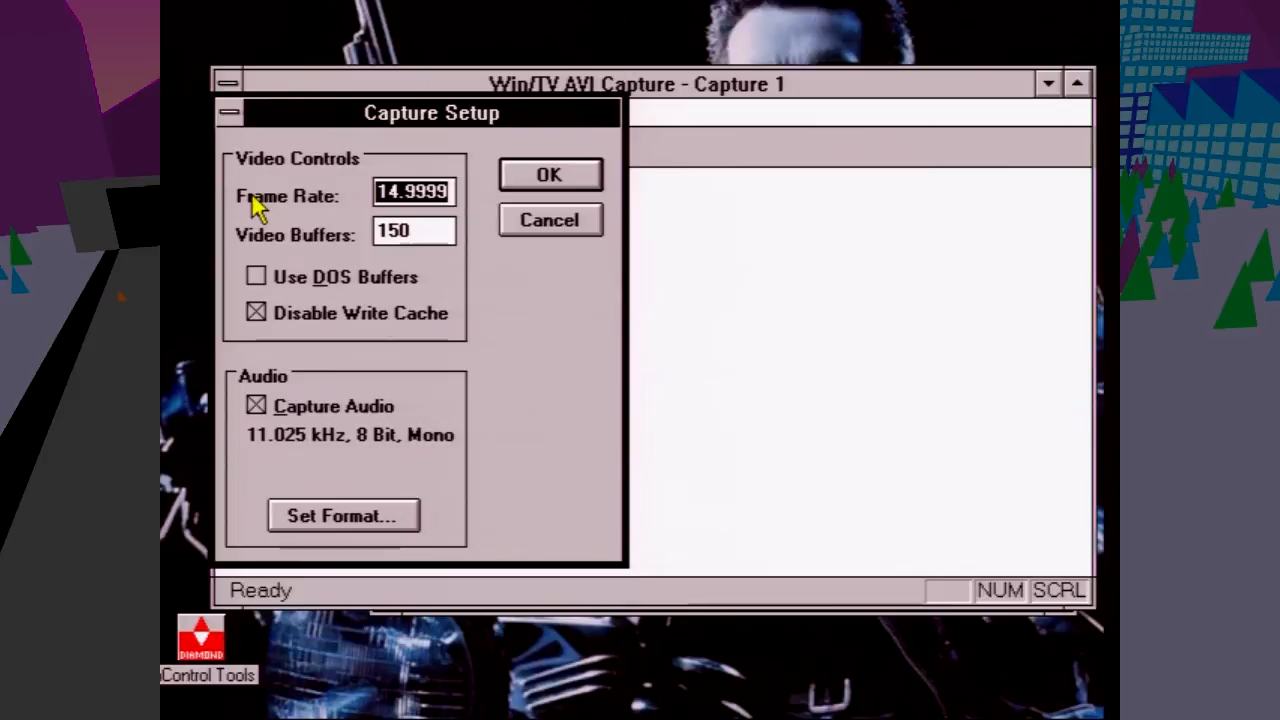 Win/TV AVI Capture - Capture 1
Capture Setup
Video Controls
Frame Rate: 14.9999
Video Buffers: 150
Use DOS Buffers
Disable Write Cache
OK
Cancel
Audio
Capture Audio
11.025 kHz, 8 Bit, Mono
Set Format...
Ready
NUM
SCRL
DIAMOND
Control Tools